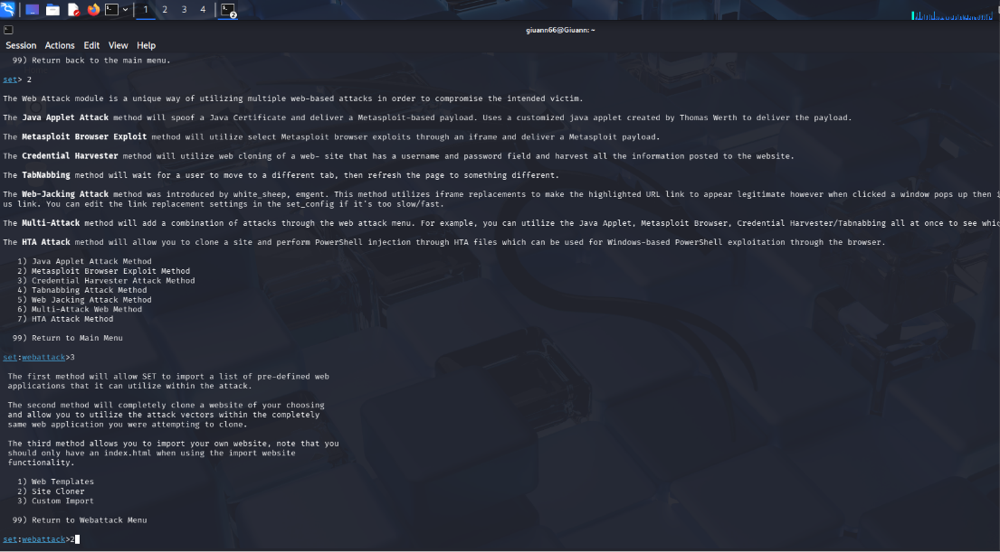 1 2 3 4 2
giuann66@Giuann: ~
Session Actions Edit View Help
99) Return back to the main menu.
set> 2
The Web Attack module is a unique way of utilizing multiple web-based attacks in order to compromise the intended victim.
The Java Applet Attack method will spoof a Java Certificate and deliver a Metasploit-based payload. Uses a customized java applet created by Thomas Werth to deliver the payload.
The Metasploit Browser Exploit method will utilize select Metasploit browser exploits through an iframe and deliver a Metasploit payload.
The Credential Harvester method will utilize web cloning of a web- site that has a username and password field and harvest all the information posted to the website.
The TabNabbing method will wait for a user to move to a different tab, then refresh the page to something different.
The Web-Jacking Attack method was introduced by white_sheep, emgent. This method utilizes iframe replacements to make the highlighted URL link to appear legitimate however when clicked a window pops up then i
us link. You can edit the link replacement settings in the set_config if it's too slow/fast.
The Multi-Attack method will add a combination of attacks through the web attack menu. For example, you can utilize the Java Applet, Metasploit Browser, Credential Harvester/Tabnabbing all at once to see whic
The HTA Attack method will allow you to clone a site and perform PowerShell injection through HTA files which can be used for Windows-based PowerShell exploitation through the browser.
1) Java Applet Attack Method
2) Metasploit Browser Exploit Method
3) Credential Harvester Attack Method
4) Tabnabbing Attack Method
5) Web Jacking Attack Method
6) Multi-Attack Web Method
7) HTA Attack Method
99) Return to Main Menu
set:webattack>3
The first method will allow SET to import a list of pre-defined web
applications that it can utilize within the attack.
The second method will completely clone a website of your choosing
and allow you to utilize the attack vectors within the completely
same web application you were attempting to clone.
The third method allows you to import your own website, note that you
should only have an index.html when using the import website
functionality.
1) Web Templates
2) Site Cloner
3) Custom Import
99) Return to Webattack Menu
set:webattack>2